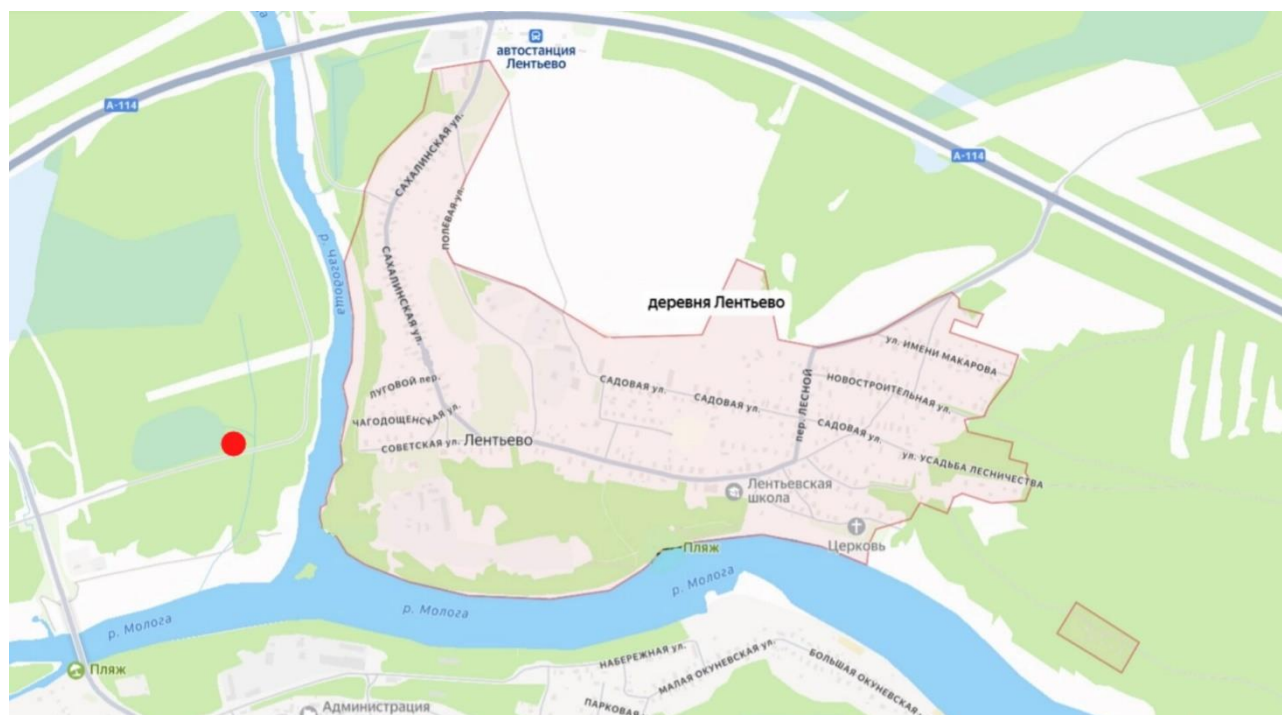 автостанция
Лентьево
А-114
САХАЛИНСКАЯ ул.
А-114
ПОЛЕВАЯ ул.
р. Чагодоща
САХАЛИНСКАЯ ул.
деревня Лентьево
ул. ИМЕНИ МАКАРОВА
ЛУГОВОЙ пер.
САДОВАЯ ул.
НОВОСТРОИТЕЛЬНАЯ ул.
САДОВАЯ ул.
пер. ЛЕСНОЙ
ЧАГОДОЩЕНСКАЯ ул.
САДОВАЯ ул.
СОВЕТСКАЯ ул.
Лентьево
ул. УСАДЬБА ЛЕСНИЧЕСТВА
Лентьевская
школа
Церковь
Пляж
р. Молога
р. Молога
р. Молога
Пляж
НАБЕРЕЖНАЯ ул.
МАЛАЯ ОКУНЕВСКАЯ ул.
БОЛЬШАЯ ОКУНЕВСКАЯ
ПАРКОВАЯ
Администрация